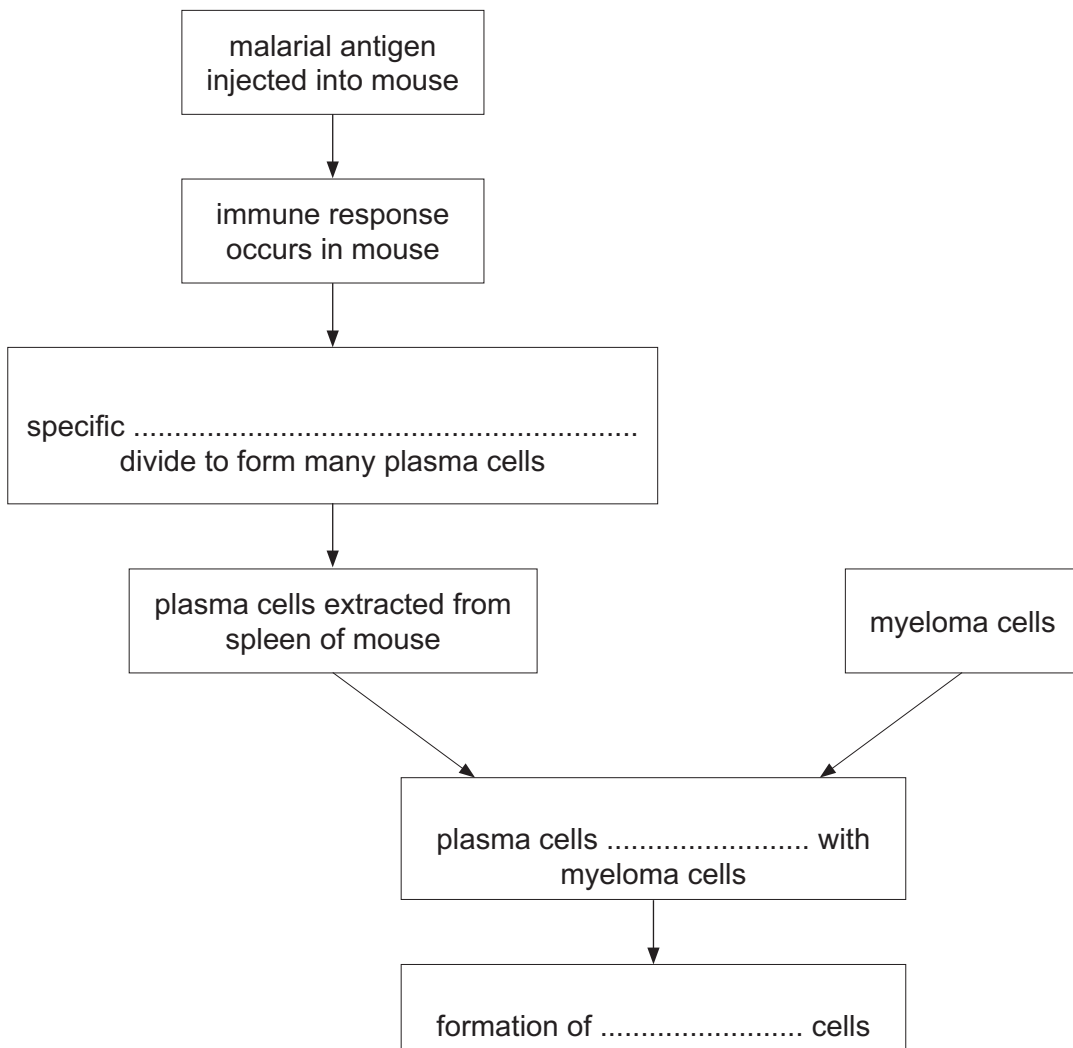 malarial antigen
injected into mouse
immune response
occurs in mouse
specific ..............................................................
divide to form many plasma cells
plasma cells extracted from
spleen of mouse
myeloma cells
plasma cells ......................... with
myeloma cells
formation of ......................... cells